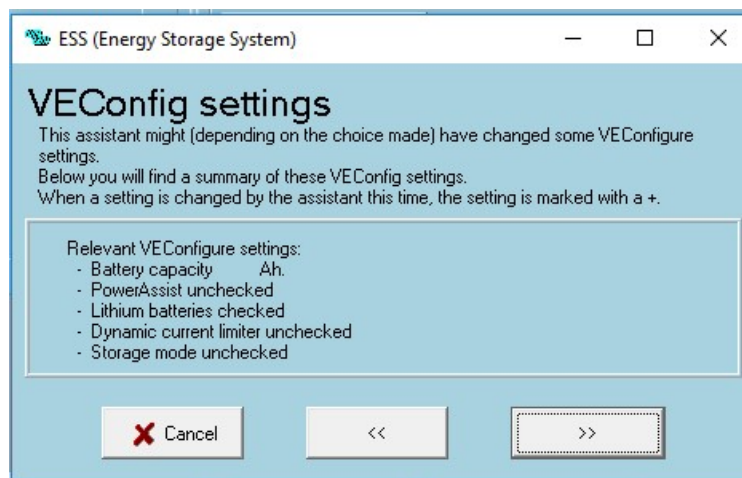 ESS (Energy Storage System)
VEConfig settings
This assistant might (depending on the choice made) have changed some VEConfigure
settings.
Below you will find a summary of these VEConfig settings.
When a setting is changed by the assistant this time, the setting is marked with a +.
Relevant VEConfigure settings:
- Battery capacity Ah.
- PowerAssist unchecked
- Lithium batteries checked
- Dynamic current limiter unchecked
- Storage mode unchecked
Cancel
<<
>>